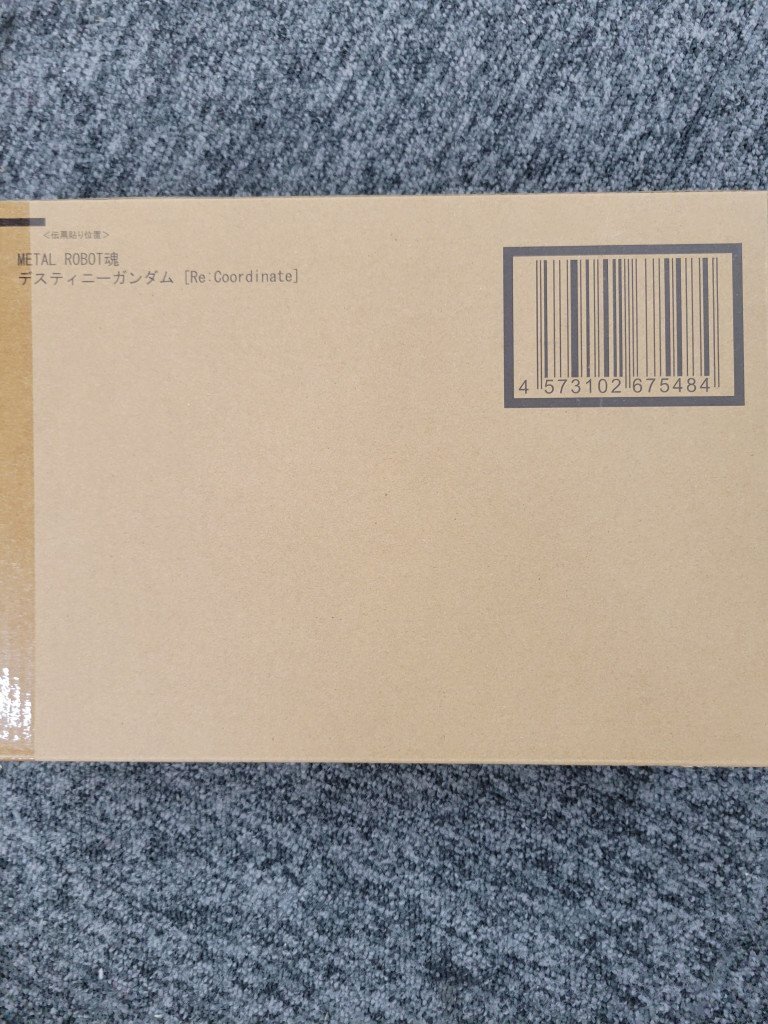 <伝票貼り位置>
METAL ROBOT魂
デスティニーガンダム [Re:Coordinate]
4 573102 675484